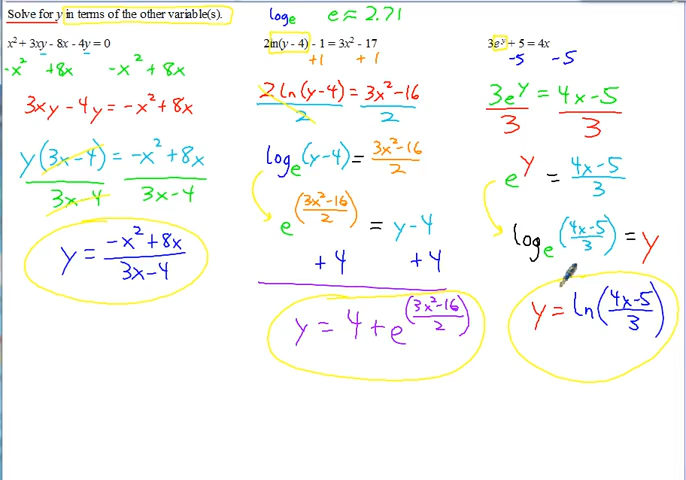 Solve for y in terms of the other variable(s).
log_e e ≈ 2.71
x² + 3xy - 8x - 4y = 0
-x² +8x -x² +8x
3xy - 4y = -x² + 8x
y(3x-4) = -x² + 8x
3x-4 3x-4
y = (-x² + 8x)/(3x-4)
2ln(y - 4) - 1 = 3x² - 17
+1 +1
2 ln(y-4) = 3x² - 16
2 2
log_e (y-4) = (3x² - 16)/2
e^((3x² - 16)/2) = y - 4
+4 +4
y = 4 + e^((3x² - 16)/2)
3e^y + 5 = 4x
-5 -5
3e^y = 4x - 5
3 3
e^y = (4x - 5)/3
log_e ((4x - 5)/3) = y
y = ln((4x - 5)/3)